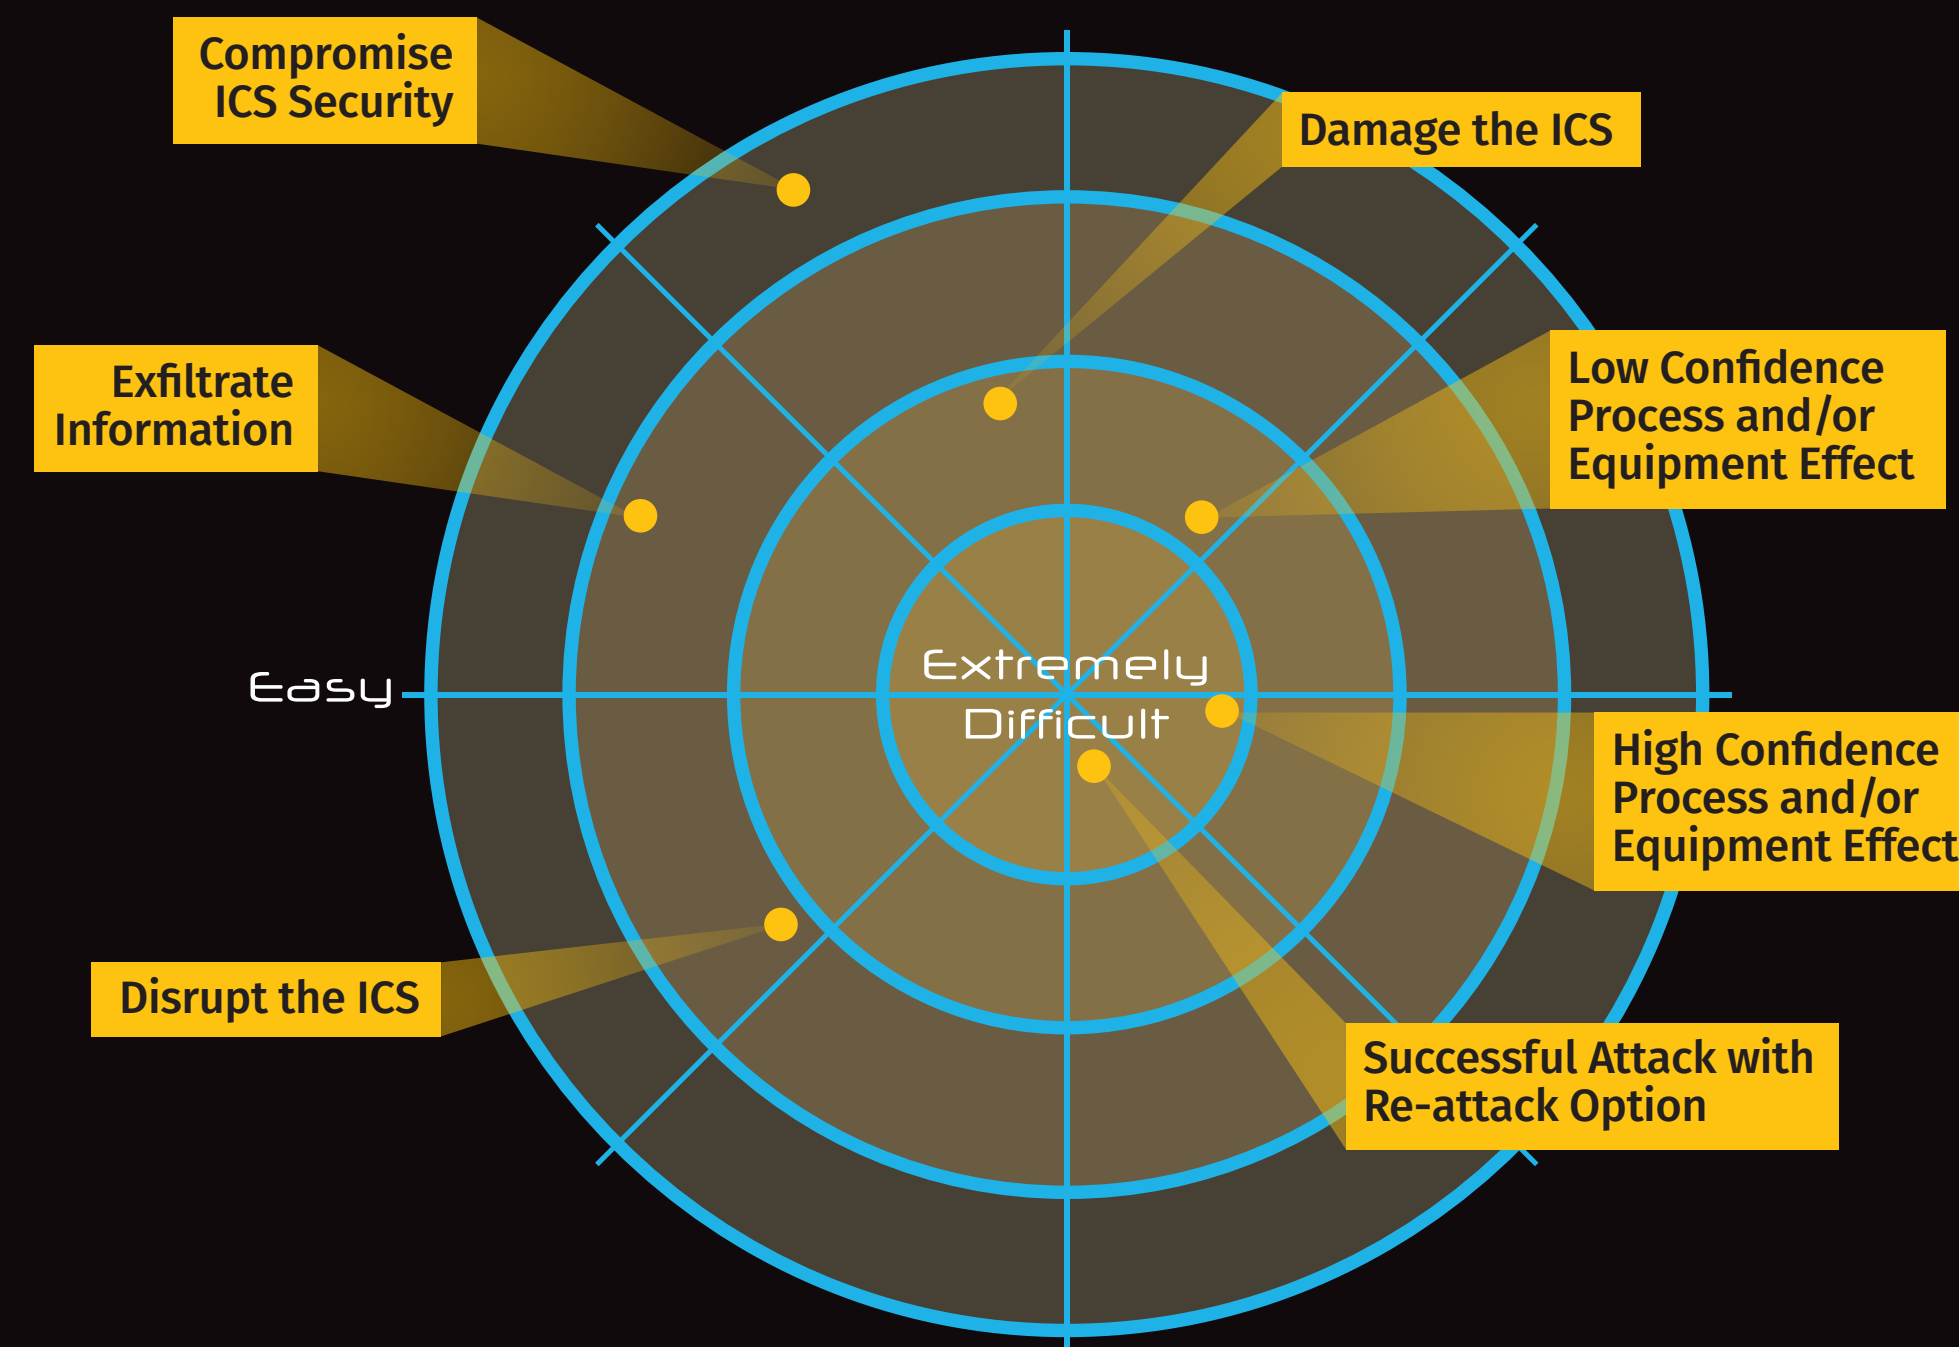 Compromise
ICS Security
Damage the ICS
Exfiltrate
Information
Low Confidence
Process and/or
Equipment Effect
Easy
Extremely
Difficult
High Confidence
Process and/or
Equipment Effect
Disrupt the ICS
Successful Attack with
Re-attack Option